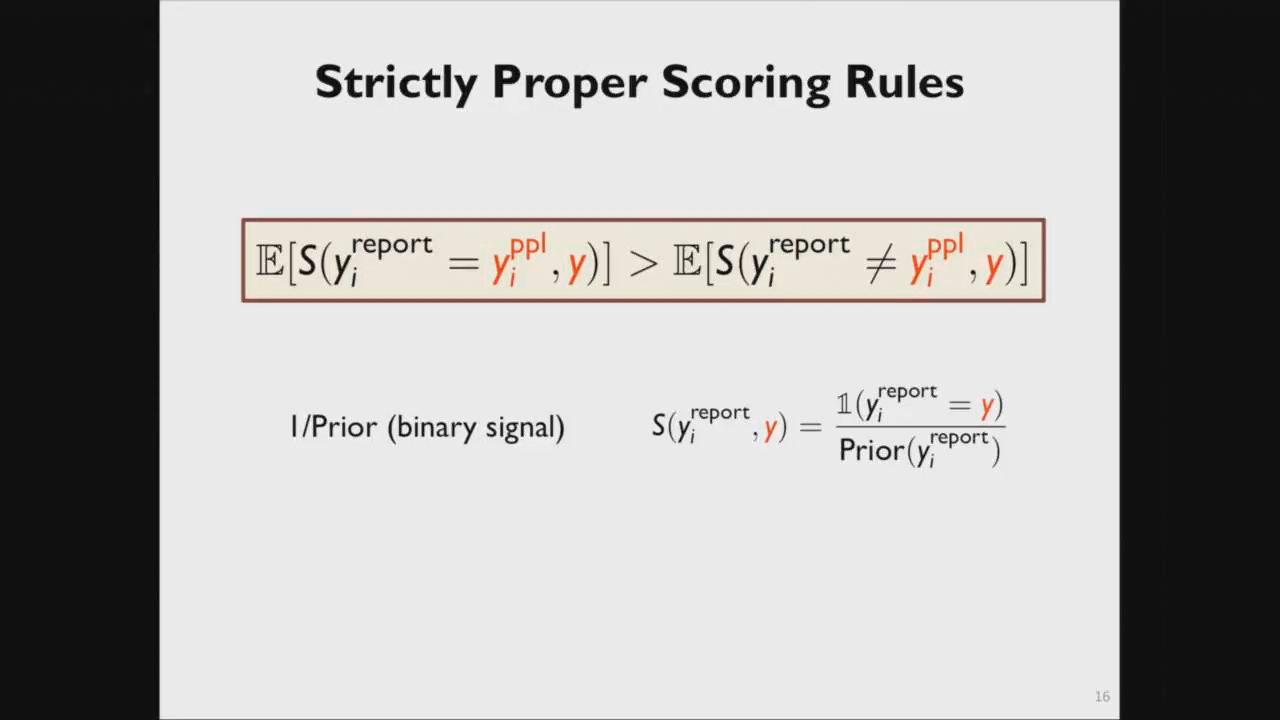 Strictly Proper Scoring Rules
𝔼[S(y_i^report = y_i^ppl, y)] > 𝔼[S(y_i^report ≠ y_i^ppl, y)]
1/Prior (binary signal) S(y_i^report, y) = 𝟙(y_i^report = y) / Prior(y_i^report)
16